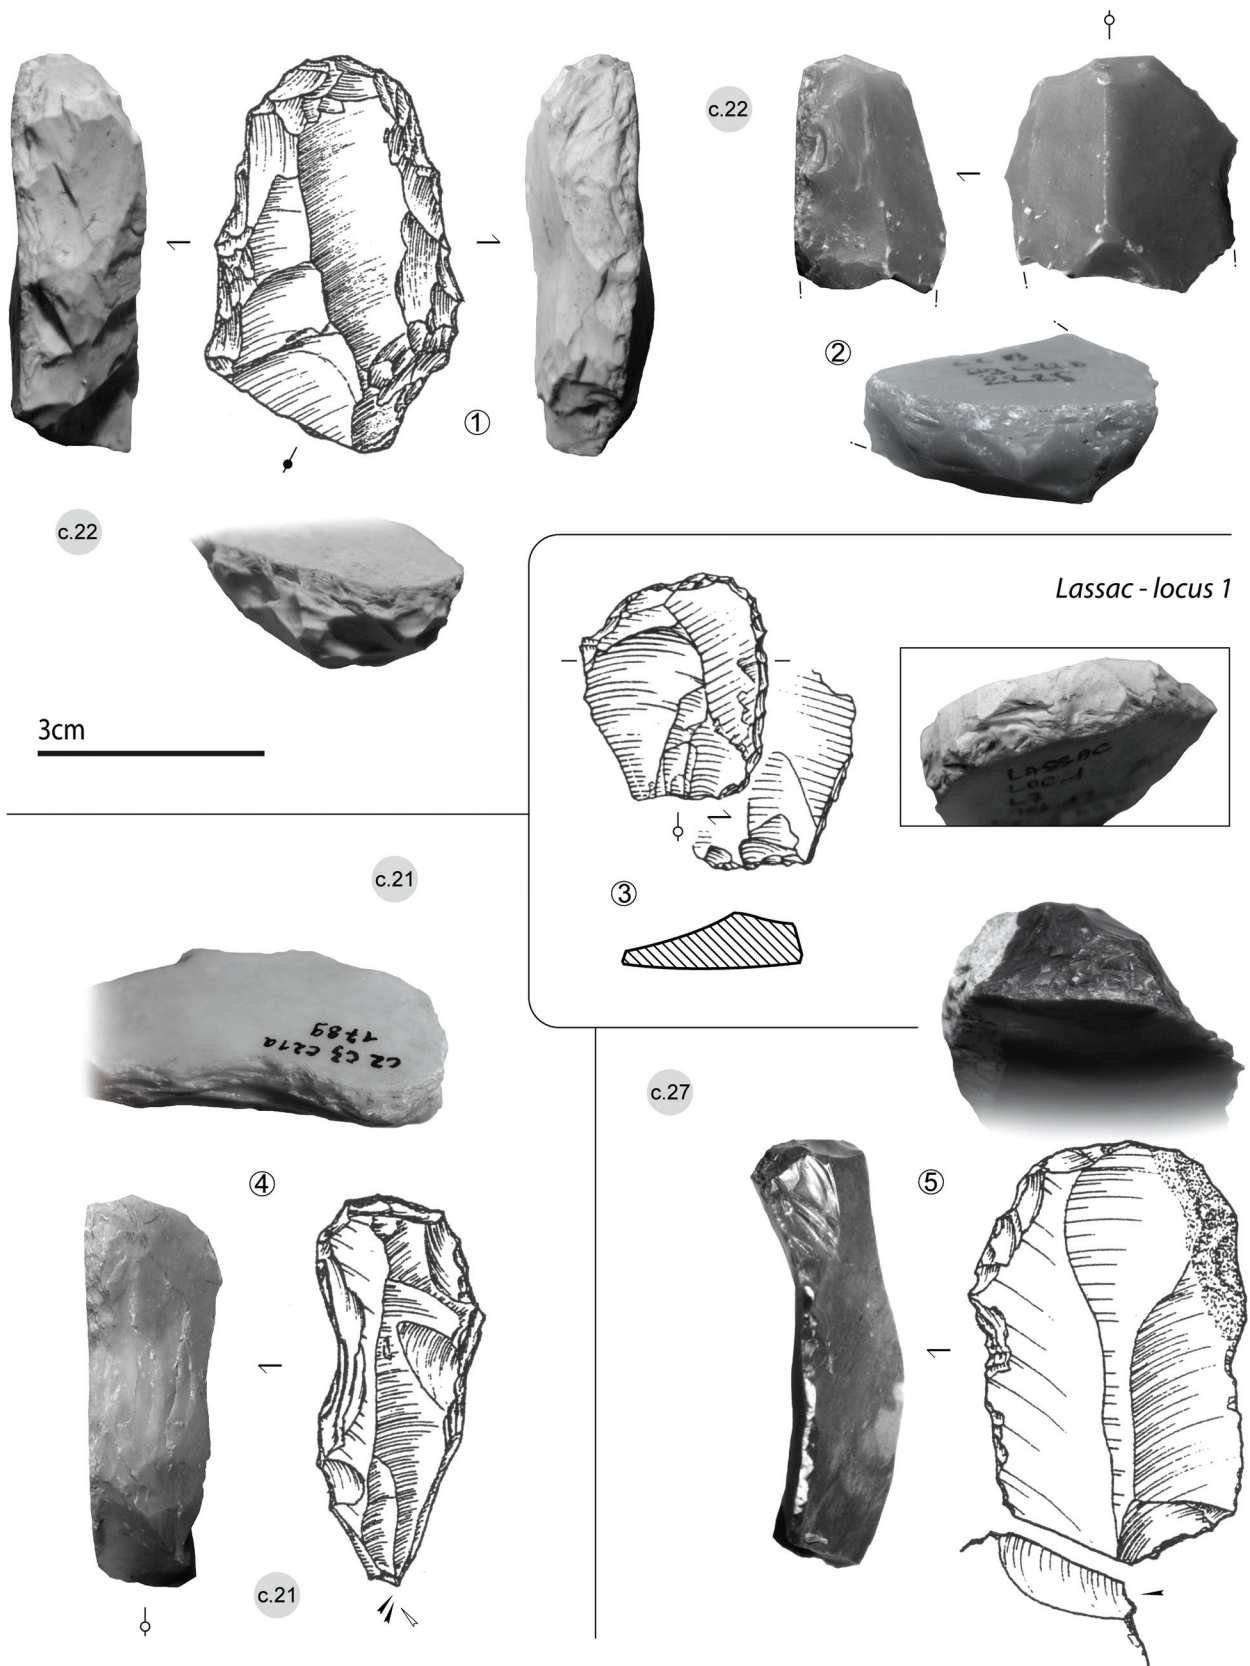 c.22
①
c.22
②
3cm
Lassac - locus 1
LASSAC
LOC-1
L7
③
c.21
C2 C3 C21a
1789
④
c.21
c.27
⑤